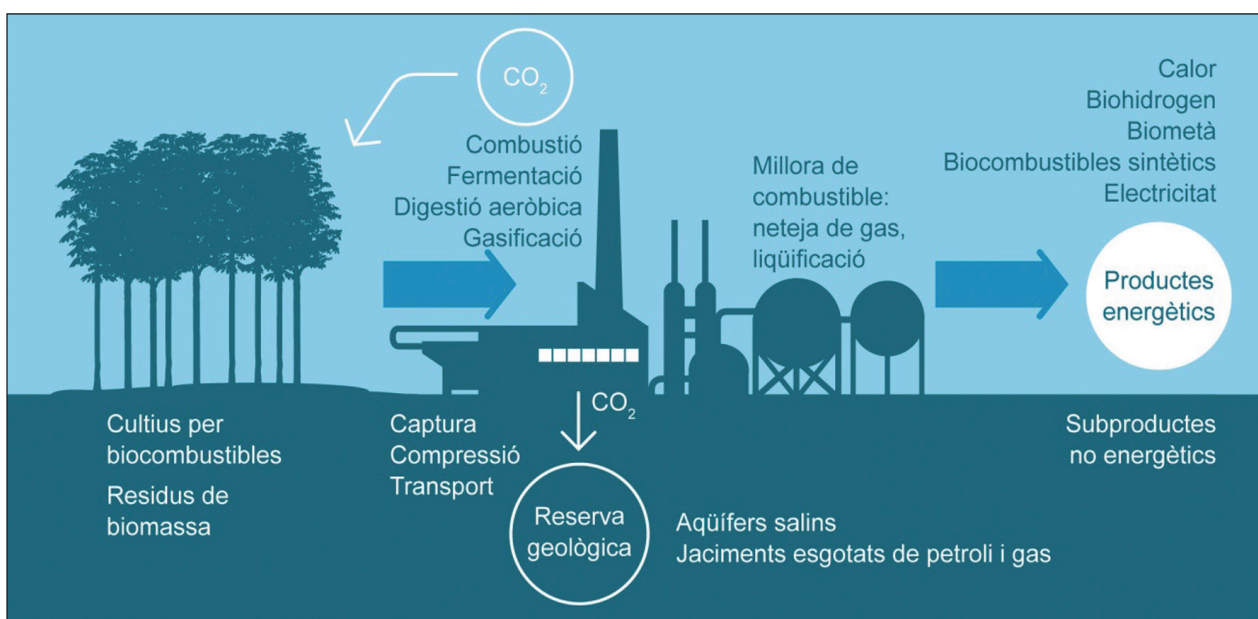 CO₂
Combustió
Fermentació
Digestió aeròbica
Gasificació
Millora de
combustible:
neteja de gas,
liqüificació
Calor
Biohidrogen
Biometà
Biocombustibles sintètics
Electricitat
Productes
energètics
Cultius per
biocombustibles
Residus de
biomassa
Captura
Compressió
Transport
CO₂
Reserva
geològica
Aqüífers salins
Jaciments esgotats de petroli i gas
Subproductes
no energètics